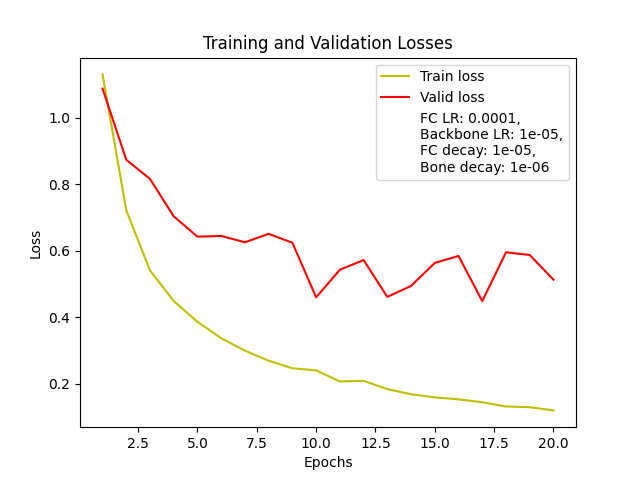 Training and Validation Losses
Train loss
Valid loss
FC LR: 0.0001,
Backbone LR: 1e-05,
FC decay: 1e-05,
Bone decay: 1e-06
Loss
1.0
0.8
0.6
0.4
0.2
2.5 5.0 7.5 10.0 12.5 15.0 17.5 20.0
Epochs